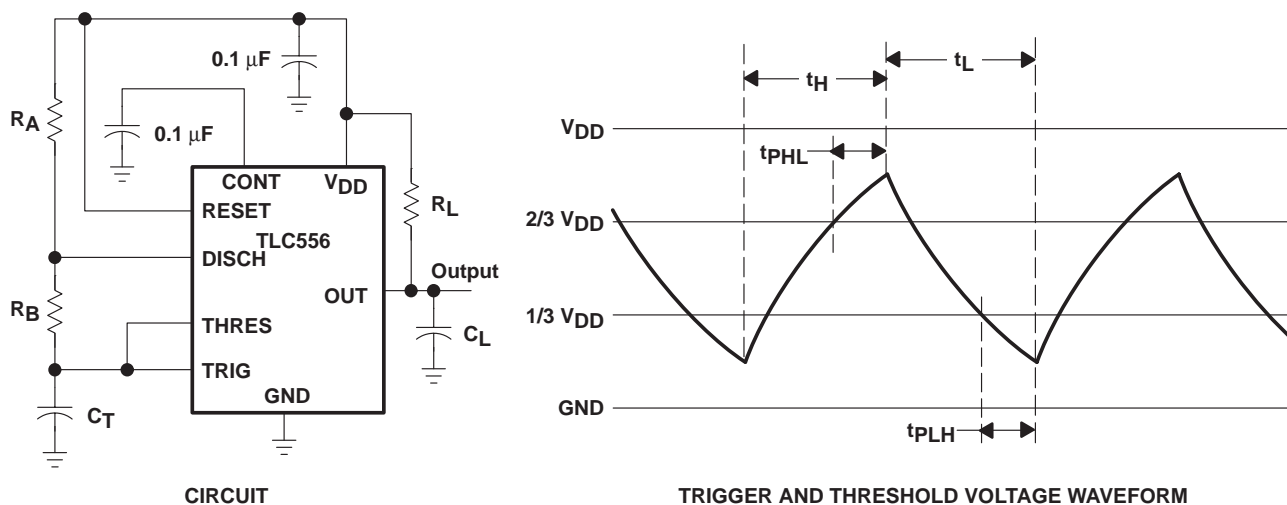 0.1 μF
0.1 μF
RA
CONT
VDD
RESET
RL
TLC556
DISCH
Output
OUT
RB
THRES
CL
TRIG
GND
CT
CIRCUIT
tH
tL
VDD
tPHL
2/3 VDD
1/3 VDD
GND
tPLH
TRIGGER AND THRESHOLD VOLTAGE WAVEFORM